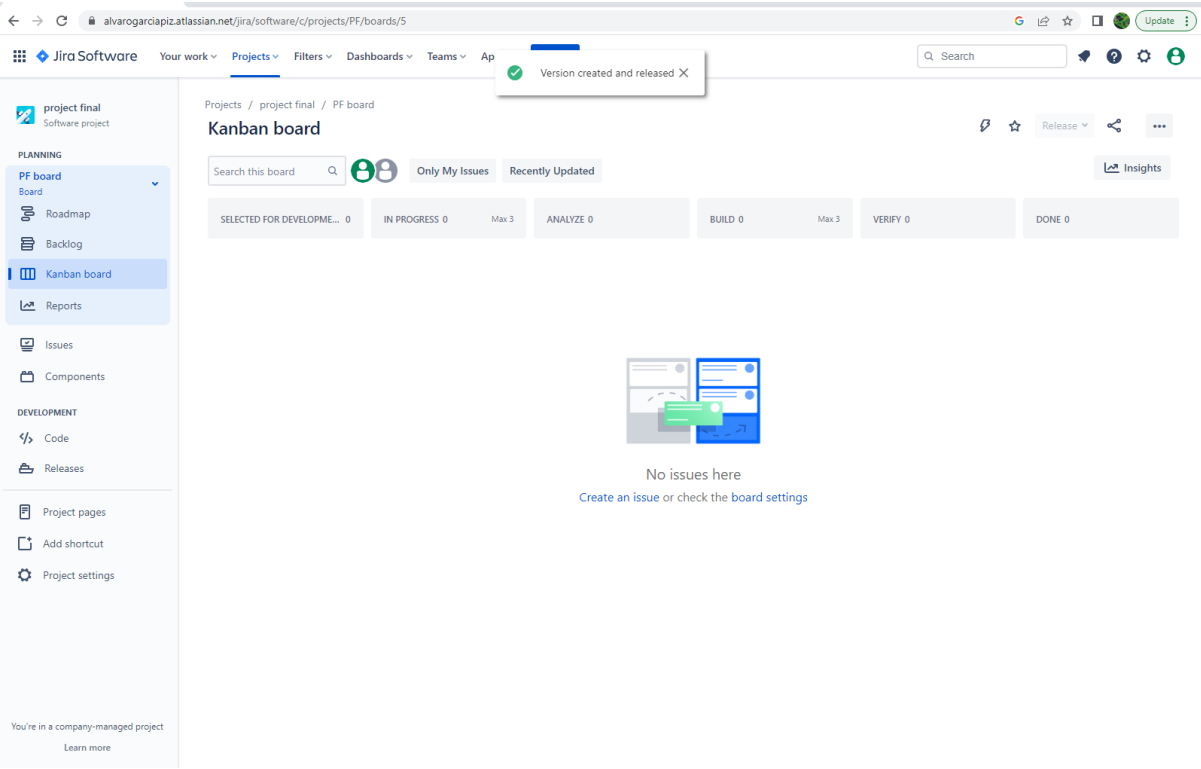 alvarogarciapiz.atlassian.net/jira/software/c/projects/PF/boards/5
Update
Jira Software
Your work
Projects
Filters
Dashboards
Teams
Ap
Search
Version created and released
project final
Software project
PLANNING
PF board
Board
Roadmap
Backlog
Kanban board
Reports
Issues
Components
DEVELOPMENT
Code
Releases
Project pages
Add shortcut
Project settings
You're in a company-managed project
Learn more
Projects / project final / PF board
Kanban board
Release
Search this board
Only My Issues
Recently Updated
Insights
SELECTED FOR DEVELOPME... 0
IN PROGRESS 0 Max 3
ANALYZE 0
BUILD 0 Max 3
VERIFY 0
DONE 0
No issues here
Create an issue or check the board settings